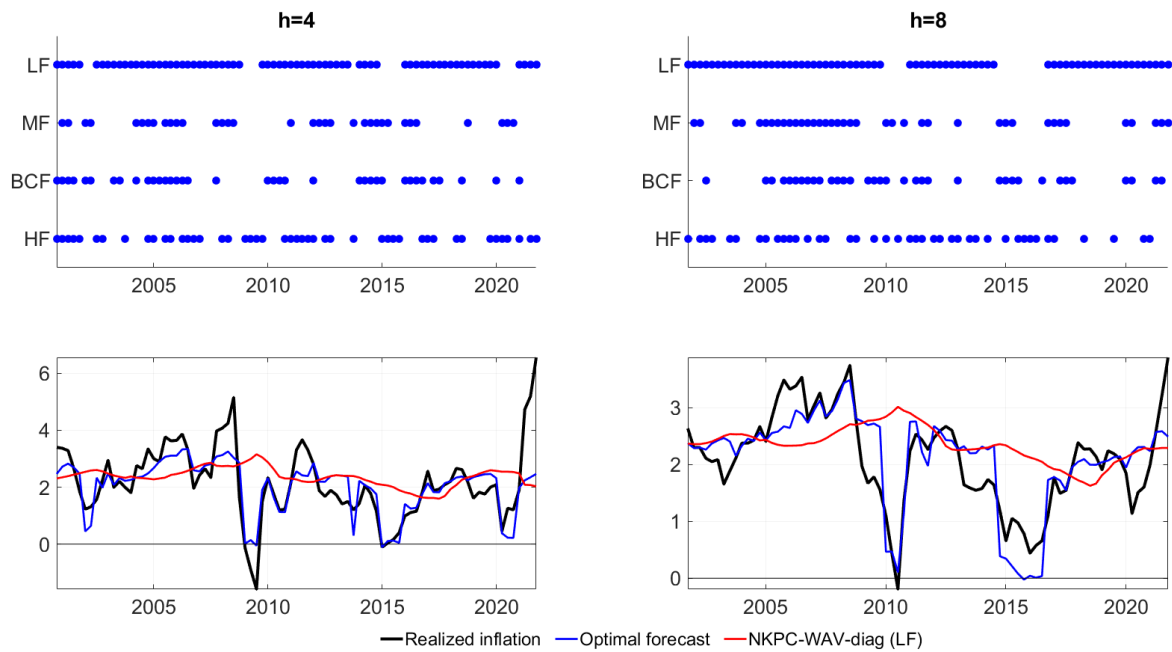 h=4
h=8
LF
MF
BCF
HF
2005 2010 2015 2020
LF
MF
BCF
HF
2005 2010 2015 2020
6
4
2
0
2005 2010 2015 2020
3
2
1
0
2005 2010 2015 2020
Realized inflation Optimal forecast NKPC-WAV-diag (LF)